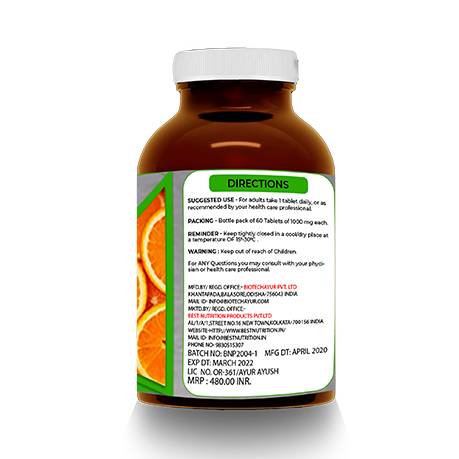 DIRECTIONS
SUGGESTED USE - For adults take 1 tablet daily, or as
recommended by your health care professional.
PACKING - Bottle pack of 60 Tablets of 1000 mg each.
REMINDER - Keep tightly closed in a cool/dry place at
a temperature OF 15°-30°C .
WARNING : Keep out of reach of Children.
For ANY Questions you may consult with your physici-
sian or health care professional.
MFD.BY/ REGD. OFFICE:- BIOTECHAYUR PVT. LTD
KHANTAPADA,BALASORE,ODISHA-756043 INDIA
MAIL ID- INFO@BIOTECHAYUR.COM
MKTD.BY/ REGD. OFFICE:-
BEST NUTRITION PRODUCTS PVT.LTD
AL/1/A/1,STREET NO.16 NEW TOWN,KOLKATA-700156 INDIA
WEBSITE-HTTP://WWW.BESTNUTRITION.IN/
MAIL ID: INFO@BESTNUTRITION.IN
PHONE NO- 9830515307
BATCH NO: BNP2004-1 MFG DT: APRIL 2020
EXP DT: MARCH 2022
LIC NO. OR-361/AYUR AYUSH
MRP : 480.00 INR.